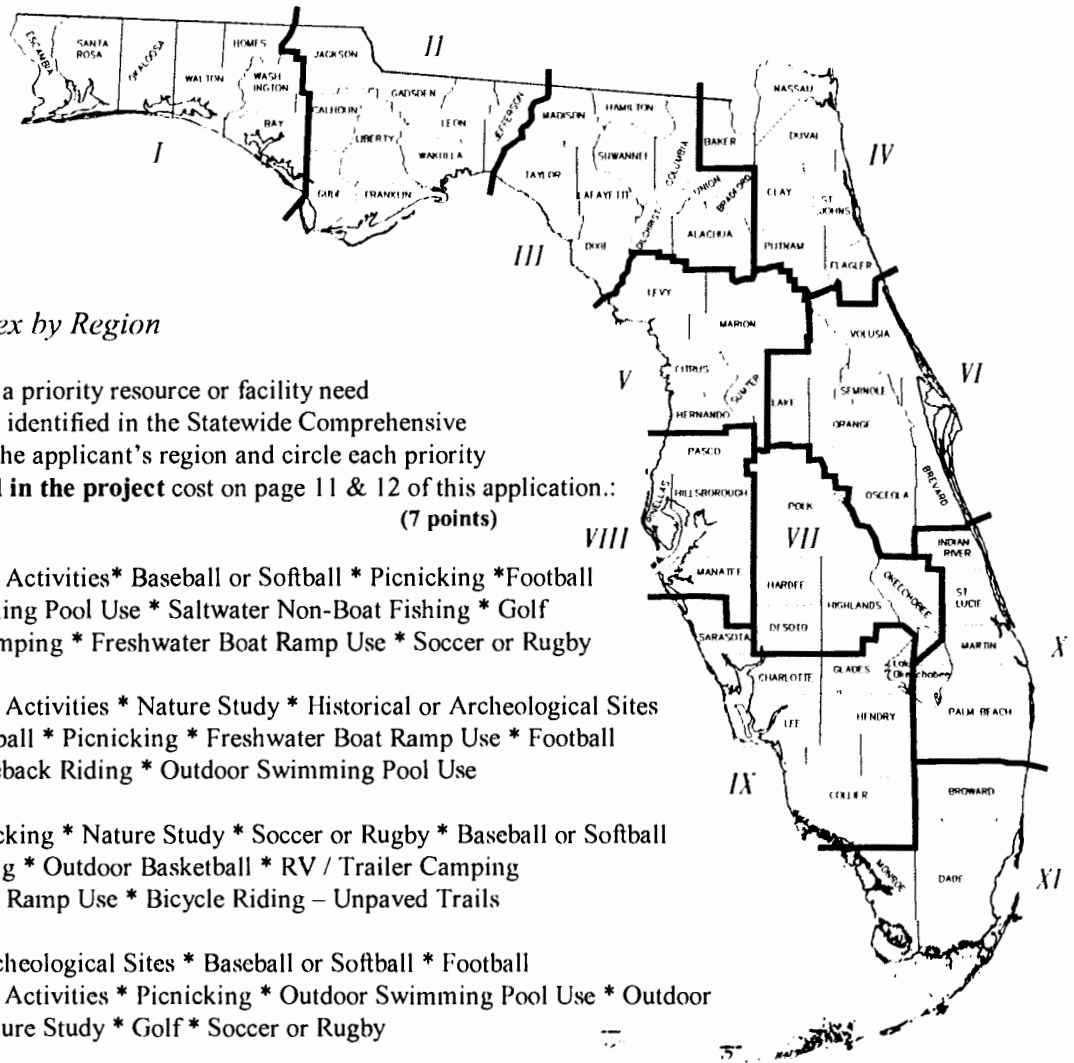 II
ESCAMBIA
SANTA
ROSA
OKALOOSA
WALTON
HOMES
WASH
INGTON
BAY
JACKSON
CALHOUN
GADSDEN
LIBERTY
LEON
JEFFERSON
WAKULLA
GULF
FRANKLIN
I
MADISON
HAMILTON
TAYLOR
SUWANNEE
COLUMBIA
LAFAYETTE
DIXIE
GILCHRIST
UNION
BRADFORD
ALACHUA
BAKER
NASSAU
DUVAL
CLAY
ST
JOHNS
PUTNAM
FLAGLER
IV
III
LEVY
MARION
VOLUSIA
ex by Region
V
CITRUS
SUMTER
HERNANDO
LAKE
SEMINOLE
ORANGE
VI
a priority resource or facility need
identified in the Statewide Comprehensive
he applicant's region and circle each priority
l in the project cost on page 11 & 12 of this application.:
(7 points)
PASCO
PINELLAS
HILLSBOROUGH
POLK
OSCEOLA
BREVARD
VIII
VII
MANATEE
HARDEE
HIGHLANDS
OKEECHOBEE
INDIAN
RIVER
ST
LUCIE
DESOTO
SARASOTA
MARTIN
X
Activities* Baseball or Softball * Picnicking *Football
ing Pool Use * Saltwater Non-Boat Fishing * Golf
mping * Freshwater Boat Ramp Use * Soccer or Rugby
CHARLOTTE
GLADES
LEE
HENDRY
PALM BEACH
Activities * Nature Study * Historical or Archeological Sites
ball * Picnicking * Freshwater Boat Ramp Use * Football
eback Riding * Outdoor Swimming Pool Use
IX
COLLIER
BROWARD
cking * Nature Study * Soccer or Rugby * Baseball or Softball
g * Outdoor Basketball * RV / Trailer Camping
Ramp Use * Bicycle Riding – Unpaved Trails
MONROE
DADE
XI
cheological Sites * Baseball or Softball * Football
Activities * Picnicking * Outdoor Swimming Pool Use * Outdoor
ure Study * Golf * Soccer or Rugby